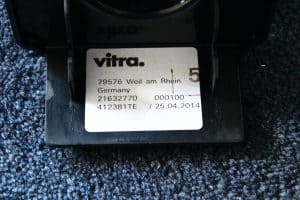 vitra.
79576 Weil am Rhein
Germany
21632770 000100
412381TE / 25.04.2014
5